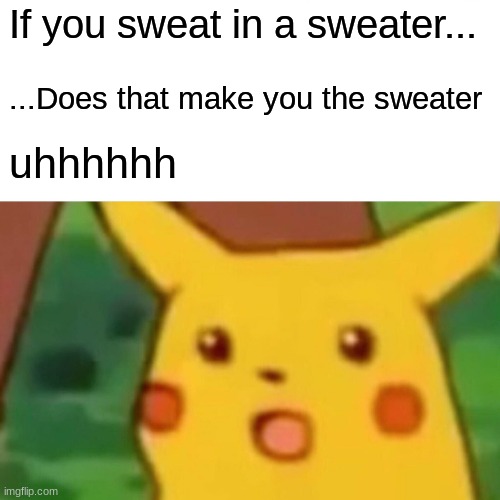 If you sweat in a sweater...
...Does that make you the sweater
uhhhhhh
imgflip.com